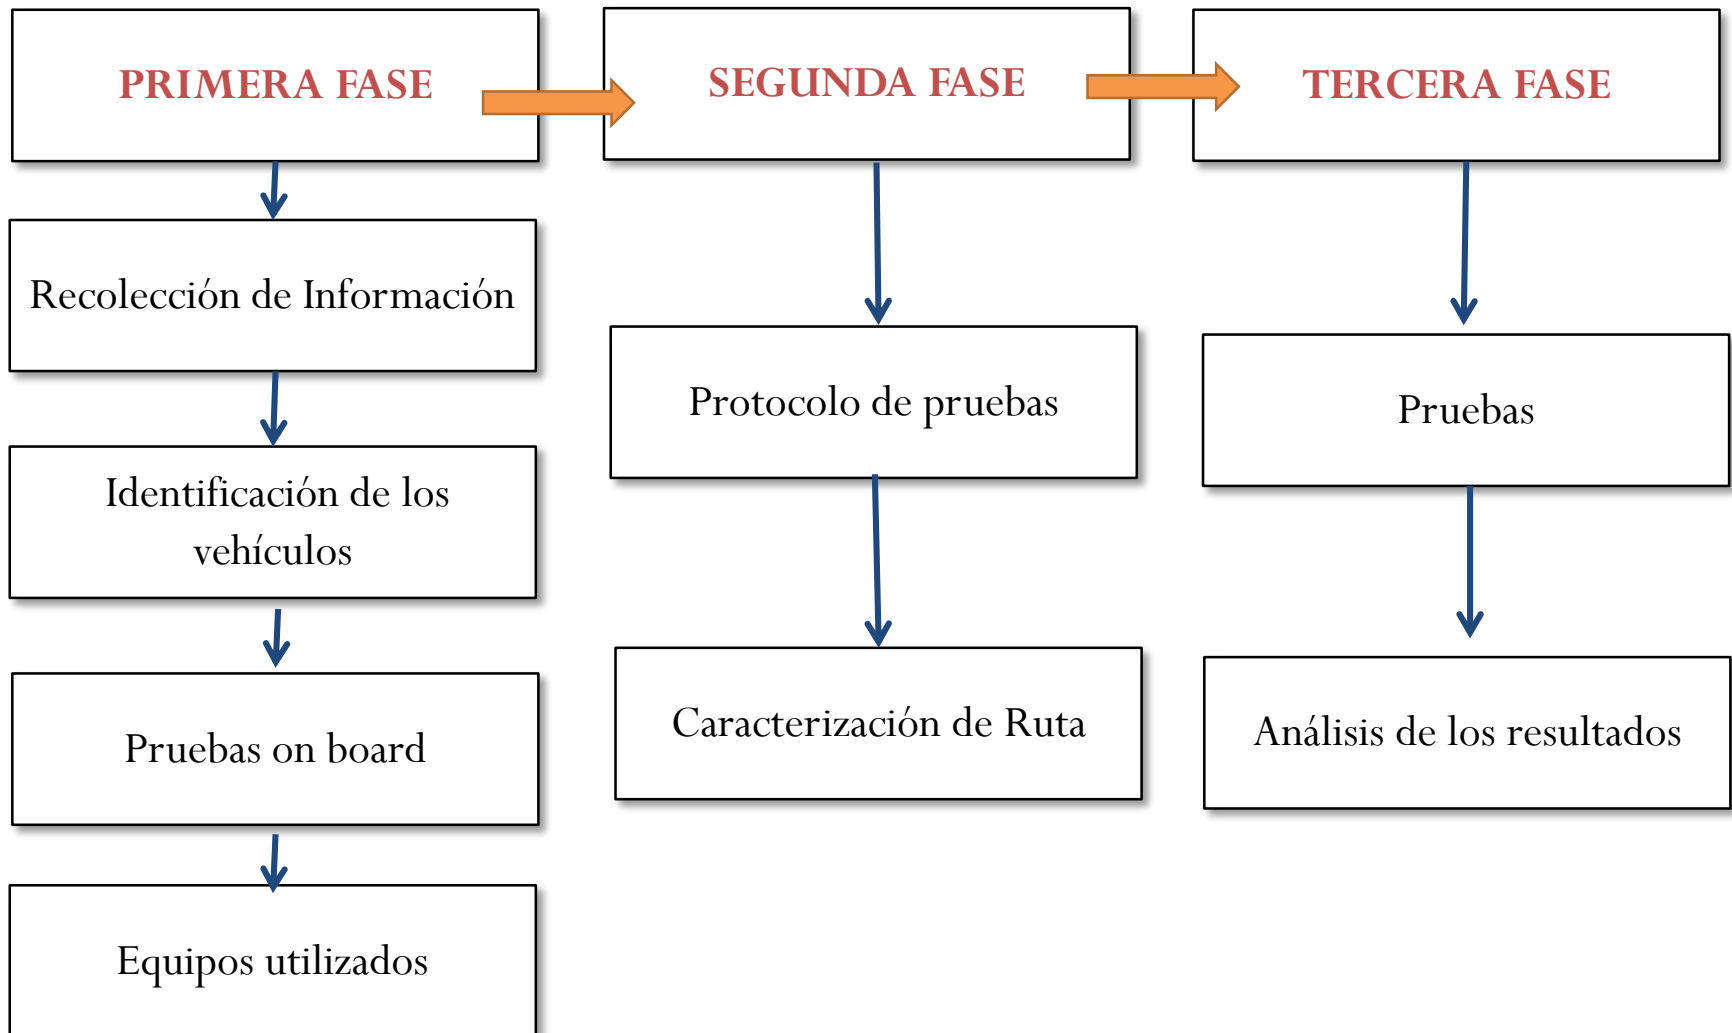 PRIMERA FASE
Recolección de Información
Identificación de los
vehículos
Pruebas on board
Equipos utilizados
SEGUNDA FASE
Protocolo de pruebas
Caracterización de Ruta
TERCERA FASE
Pruebas
Análisis de los resultados